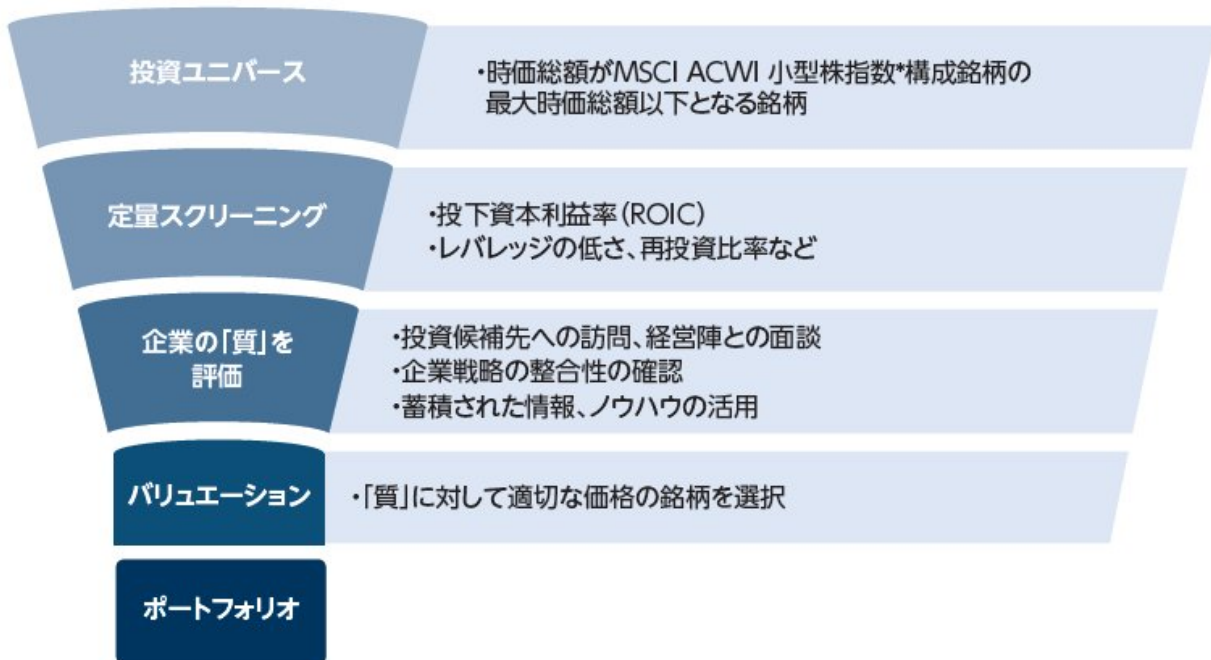 投資ユニバース
・時価総額がMSCI ACWI 小型株指数*構成銘柄の
最大時価総額以下となる銘柄
定量スクリーニング
・投下資本利益率(ROIC)
・レバレッジの低さ、再投資比率など
企業の「質」を
評価
・投資候補先への訪問、経営陣との面談
・企業戦略の整合性の確認
・蓄積された情報、ノウハウの活用
バリュエーション
・「質」に対して適切な価格の銘柄を選択
ポートフォリオ